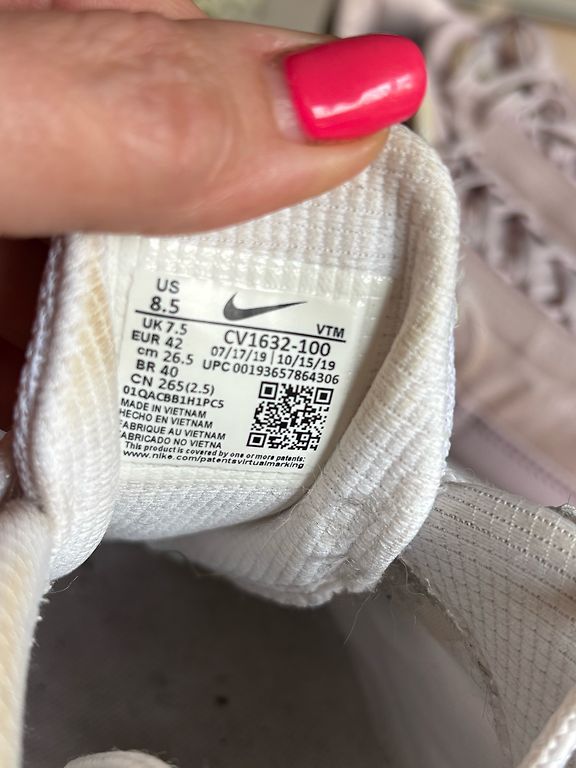 US
8.5
VTM
UK 7.5
CV1632-100
EUR 42
07/17/19 | 10/15/19
cm 26.5
UPC 00193657864306
BR 40
CN 265(2.5)
01QACBB1H1PC5
MADE IN VIETNAM
HECHO EN VIETNAM
FABRIQUE AU VIETNAM
FABRICADO NO VIETNA
This product is covered by one or more patents:
www.nike.com/patentsvirtualmarking